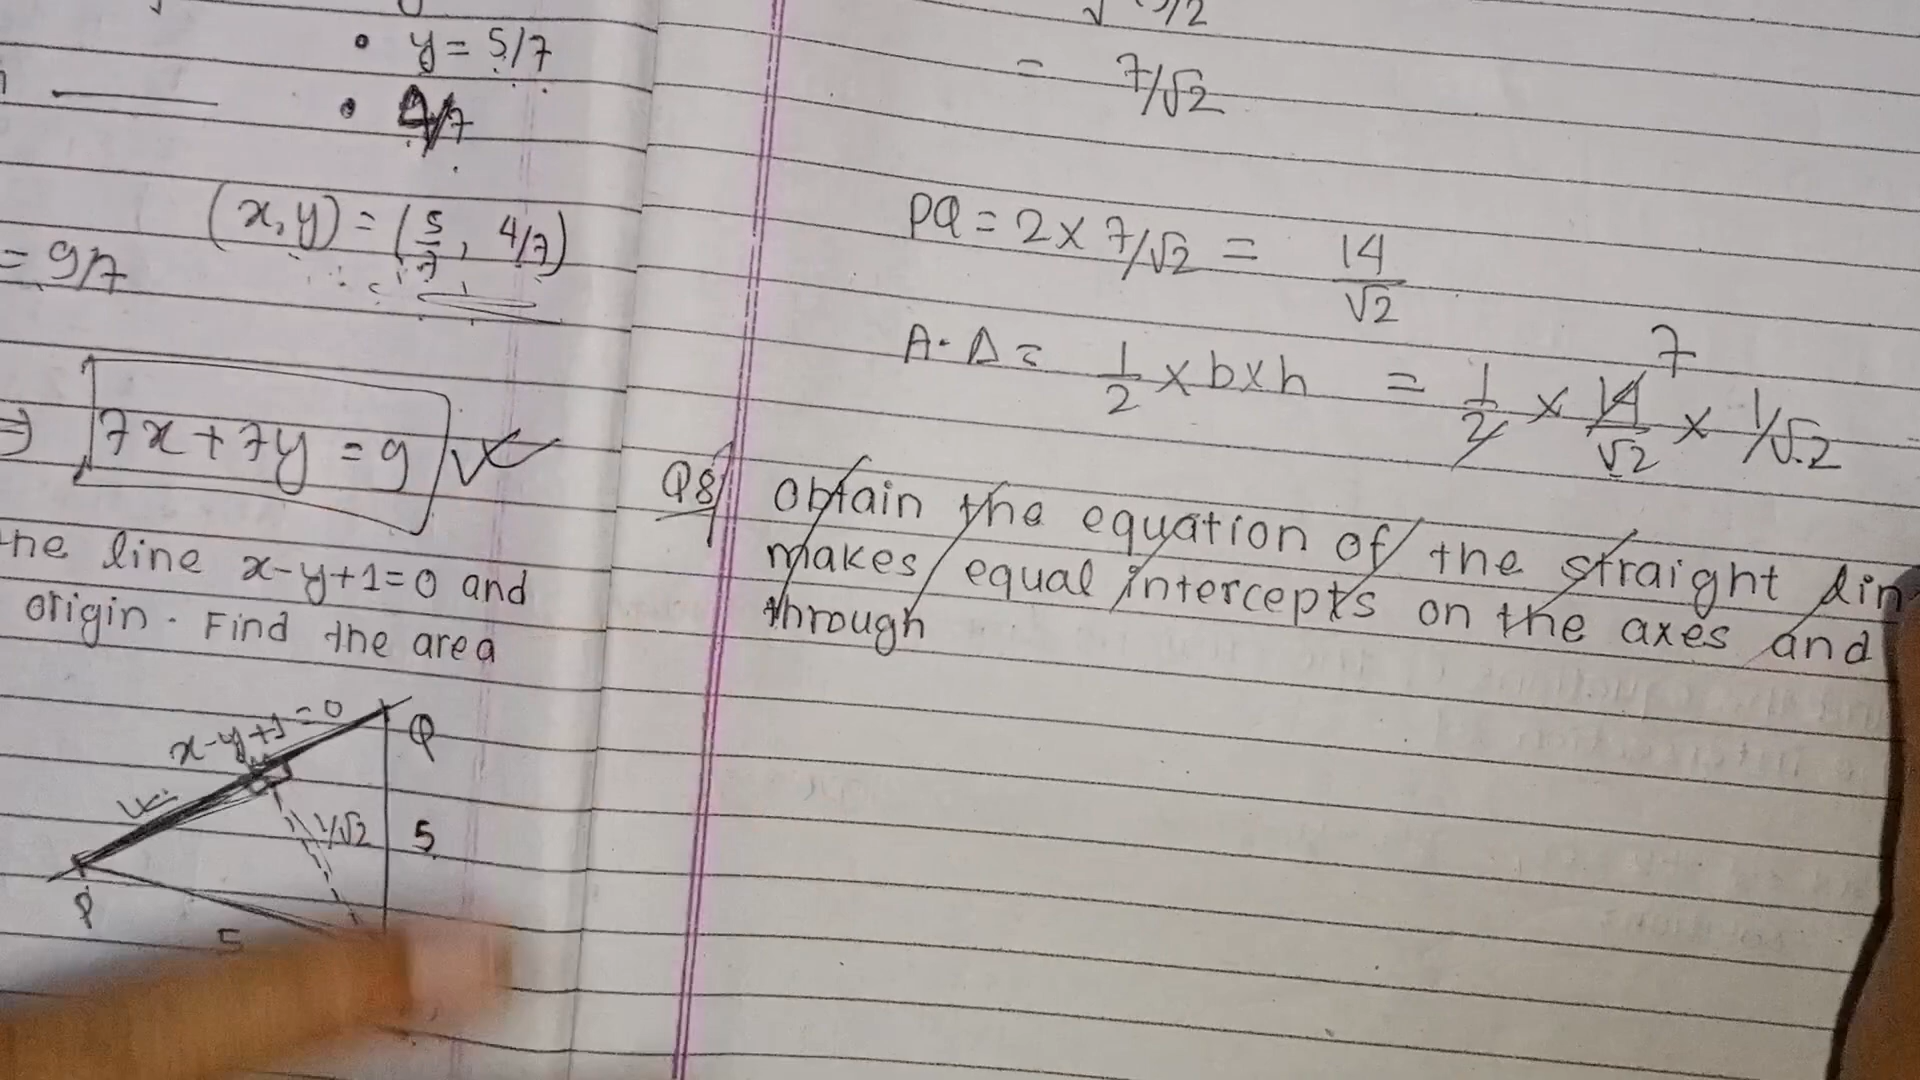 • y = 5/7
• 4/7
(x, y) = (5/7, 4/7)
= 9/7
⇒ 7x + 7y = 9 ✓
the line x-y+1=0 and
origin. Find the area
x-y+1=0
Q
1/√2
5
P
5
= 7/√2
PQ = 2 × 7/√2 = 14/√2
A. Δ = 1/2 × b×h = 1/2 × 14/√2 × 1/√2
7
Q8/ Obtain the equation of the straight lin
makes equal intercepts on the axes and
through